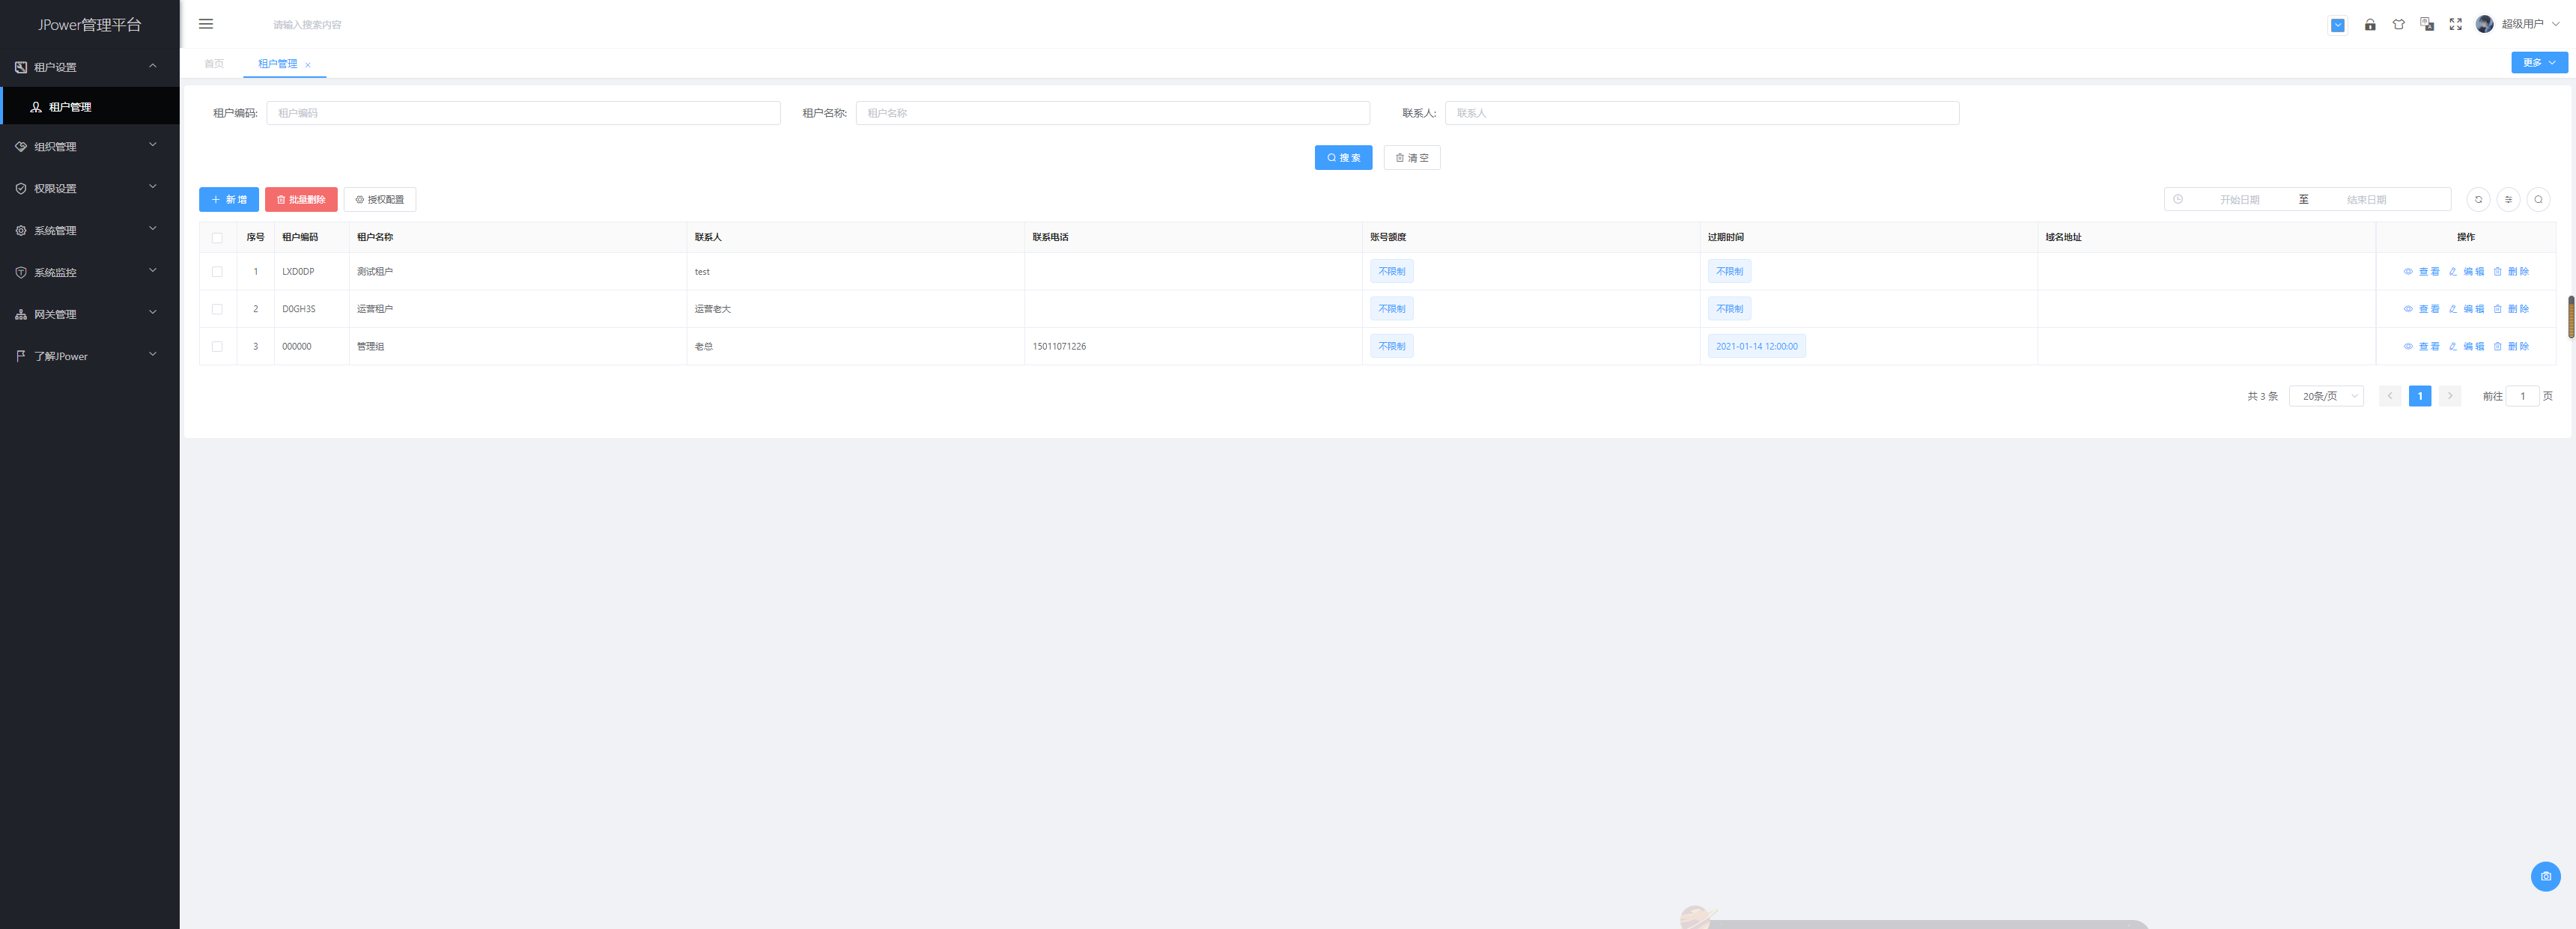 JPower管理平台
请输入搜索内容
超级用户
租户设置
租户管理
组织管理
权限设置
系统管理
系统监控
网关管理
了解JPower
首页
租户管理
更多
租户编码: 租户编码
租户名称: 租户名称
联系人: 联系人
搜索 清空
新增 批量删除 授权配置
开始日期 至 结束日期
序号 租户编码 租户名称 联系人 联系电话 账号额度 过期时间 域名地址 操作
1 LXD0DP 测试租户 test 不限制 不限制 查看 编辑 删除
2 D0GH3S 运营租户 运营老大 不限制 不限制 查看 编辑 删除
3 000000 管理组 老总 15011071226 不限制 2021-01-14 12:00:00 查看 编辑 删除
共 3 条 20条/页 1 前往 1 页